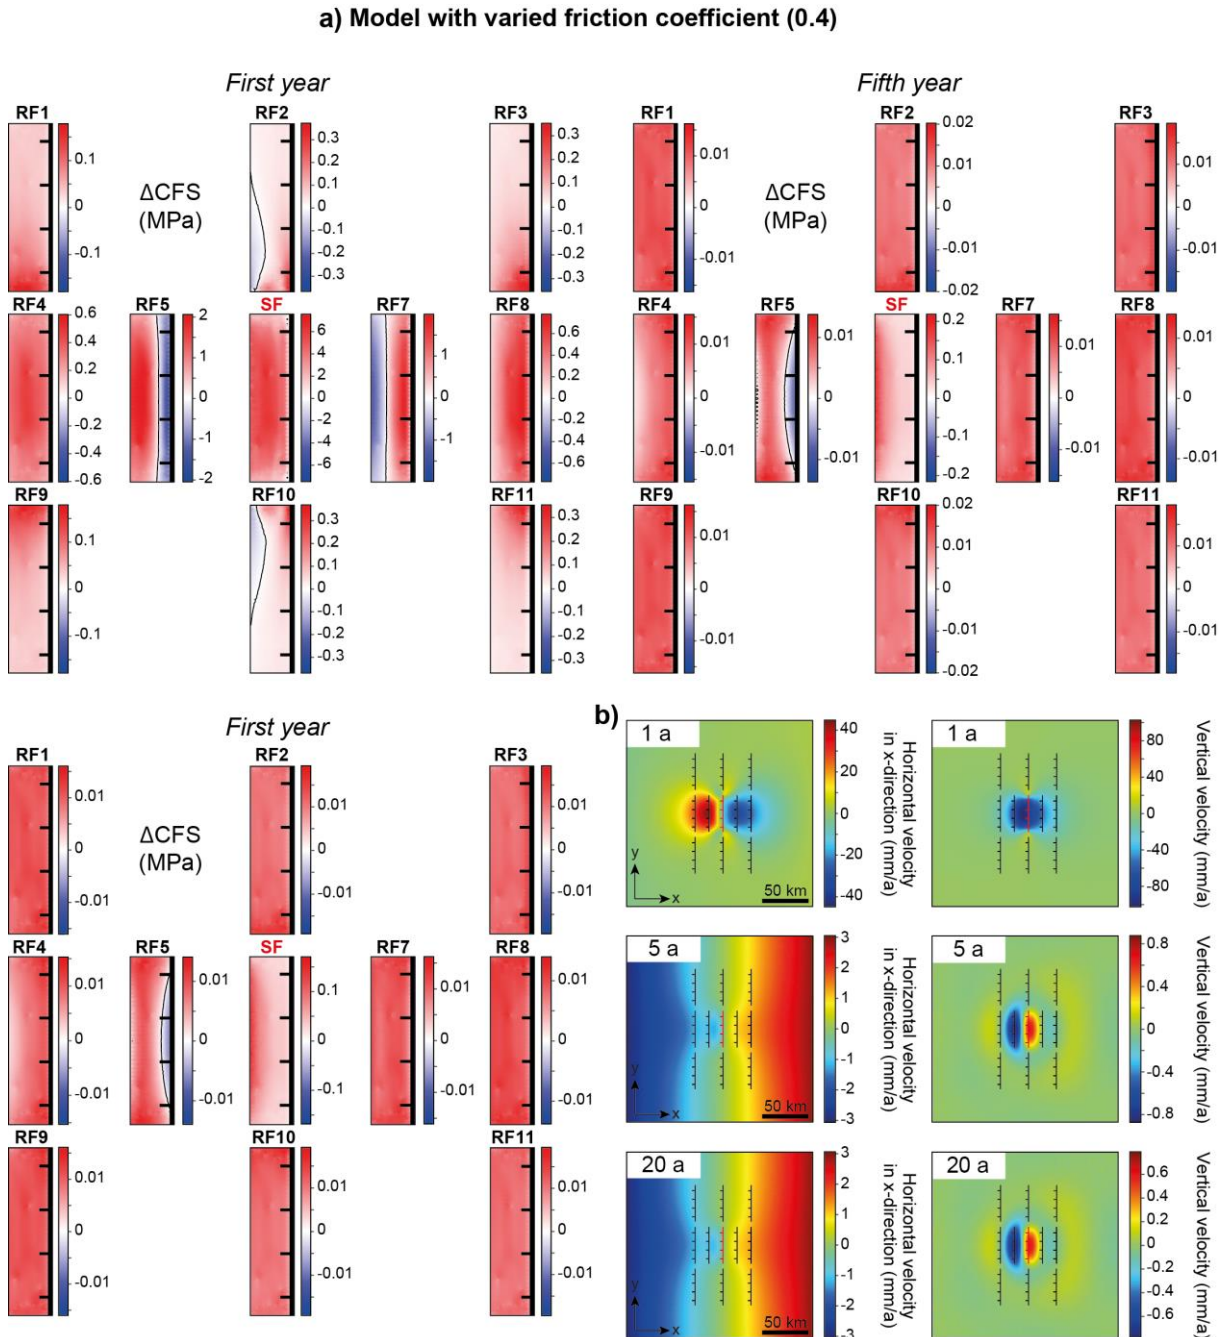 a) Model with varied friction coefficient (0.4)
First year
Fifth year
RF1
RF2
RF3
RF1
RF2
RF3
0.1
0
-0.1
ΔCFS
(MPa)
0.3
0.2
0.1
0
-0.1
-0.2
-0.3
0.3
0.2
0.1
0
-0.1
-0.2
-0.3
0.01
0
-0.01
ΔCFS
(MPa)
0.02
0.01
0
-0.01
-0.02
0.01
0
-0.01
RF4
RF5
SF
RF7
RF8
RF4
RF5
SF
RF7
RF8
0.6
0.4
0.2
0
-0.2
-0.4
0.6
2
1
0
-1
-2
6
4
2
0
-2
-4
-6
1
0
-1
0.6
0.4
0.2
0
-0.2
-0.4
-0.6
0.01
0
-0.01
0.01
0
-0.01
0.2
0.1
0
-0.1
-0.2
0.01
0
-0.01
0.01
0
-0.01
RF9
RF10
RF11
RF9
RF10
RF11
0.1
0
-0.1
0.3
0.2
0.1
0
-0.1
-0.2
-0.3
0.3
0.2
0.1
0
-0.1
-0.2
-0.3
0.01
0
-0.01
0.02
0.01
0
-0.01
-0.02
0.01
0
-0.01
First year
RF1
RF2
RF3
0.01
0
-0.01
ΔCFS
(MPa)
0.01
0
-0.01
0.01
0
-0.01
RF4
RF5
SF
RF7
RF8
0.01
0
-0.01
0.01
0
-0.01
0.1
0
-0.1
0.01
0
-0.01
0.01
0
-0.01
RF9
RF10
RF11
0.01
0
-0.01
0.01
0
-0.01
0.01
0
-0.01
b)
1 a
y
x
50 km
40
20
0
-20
-40
Horizontal velocity
in x-direction (mm/a)
1 a
80
40
0
-40
-80
Vertical velocity (mm/a)
5 a
y
x
50 km
3
2
1
0
-1
-2
-3
Horizontal velocity
in x-direction (mm/a)
5 a
0.8
0.4
0
-0.4
-0.8
Vertical velocity (mm/a)
20 a
y
x
50 km
3
2
1
0
-1
-2
-3
Horizontal velocity
in x-direction (mm/a)
20 a
0.6
0.4
0.2
0
-0.2
-0.4
-0.6
Vertical velocity (mm/a)